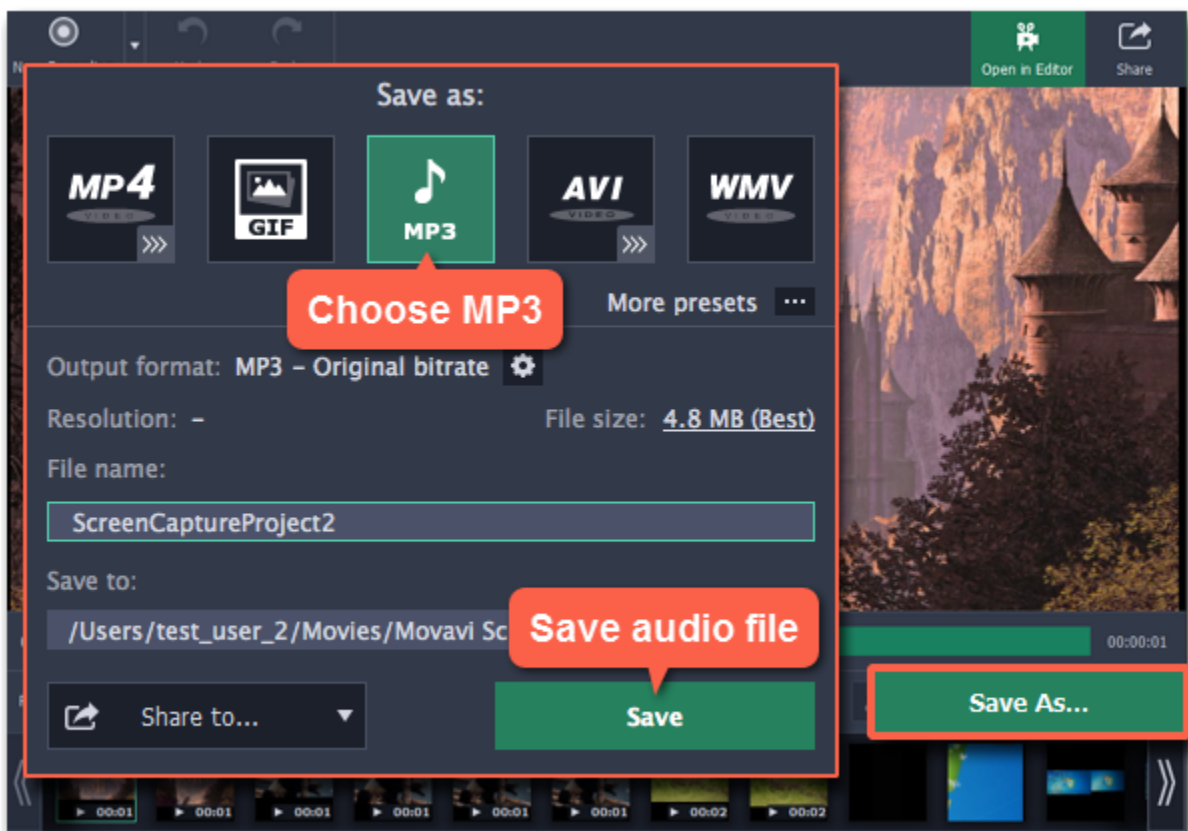 Open in Editor
Share
Save as:
MP4
VIDEO
GIF
MP3
AVI
VIDEO
WMV
VIDEO
Choose MP3
More presets ...
Output format: MP3 – Original bitrate
Resolution: –
File size: 4.8 MB (Best)
File name:
ScreenCaptureProject2
Save to:
/Users/test_user_2/Movies/Movavi Sc
Save audio file
00:00:01
Share to...
Save
Save As...
00:01
00:01
00:01
00:01
00:01
00:01
00:02
00:02